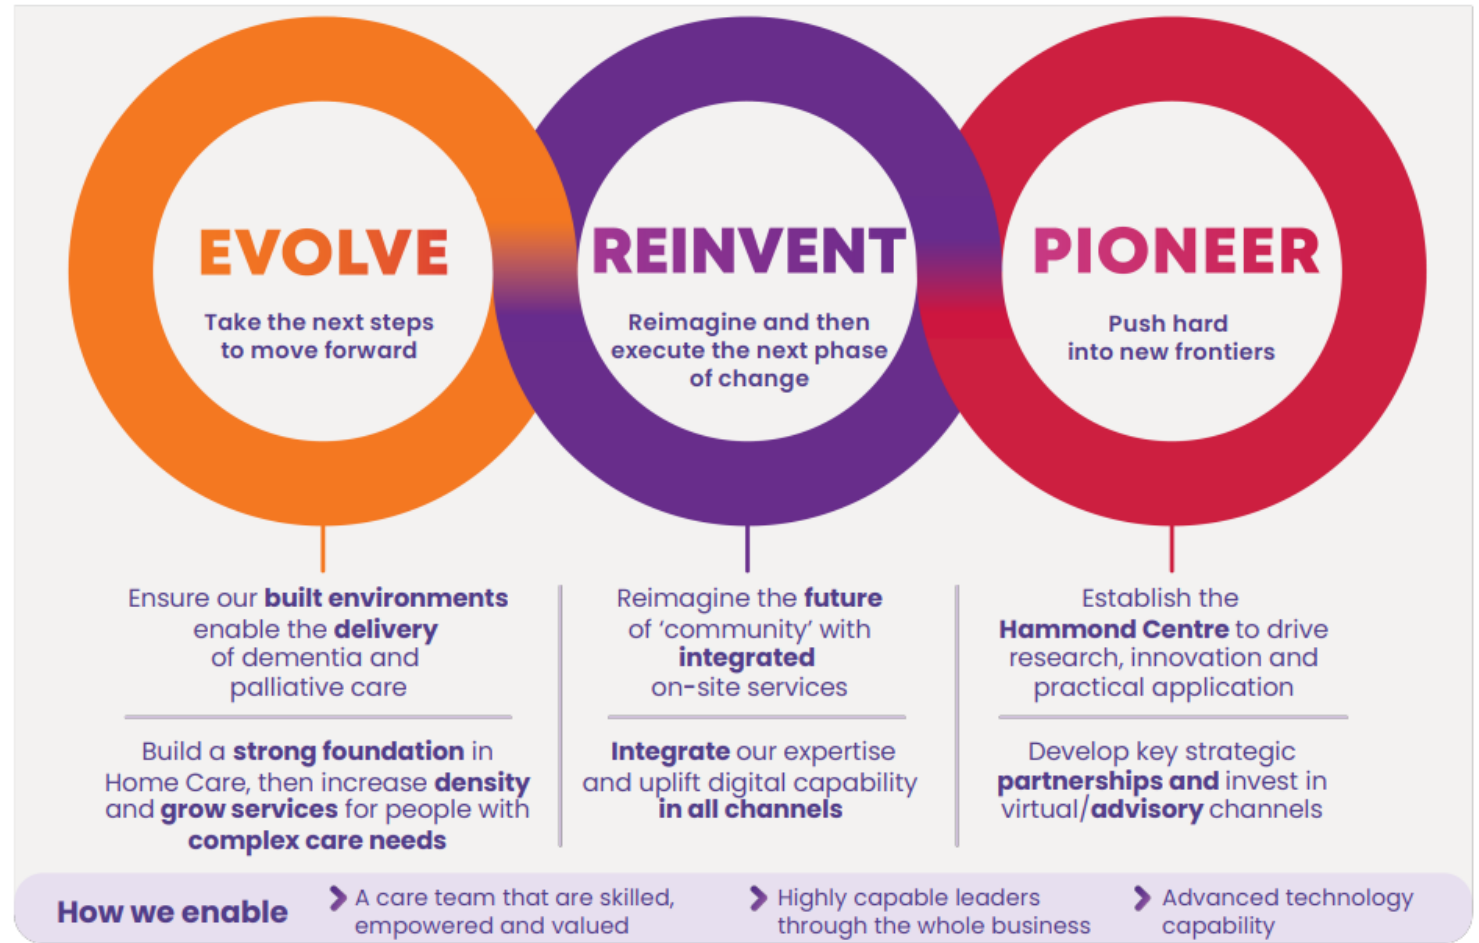 EVOLVE
Take the next steps
to move forward
REINVENT
Reimagine and then
execute the next phase
of change
PIONEER
Push hard
into new frontiers
Ensure our built environments
enable the delivery
of dementia and
palliative care
Build a strong foundation in
Home Care, then increase density
and grow services for people with
complex care needs
Reimagine the future
of ‘community’ with
integrated
on-site services
Integrate our expertise
and uplift digital capability
in all channels
Establish the
Hammond Centre to drive
research, innovation and
practical application
Develop key strategic
partnerships and invest in
virtual/advisory channels
How we enable
A care team that are skilled,
empowered and valued
Highly capable leaders
through the whole business
Advanced technology
capability